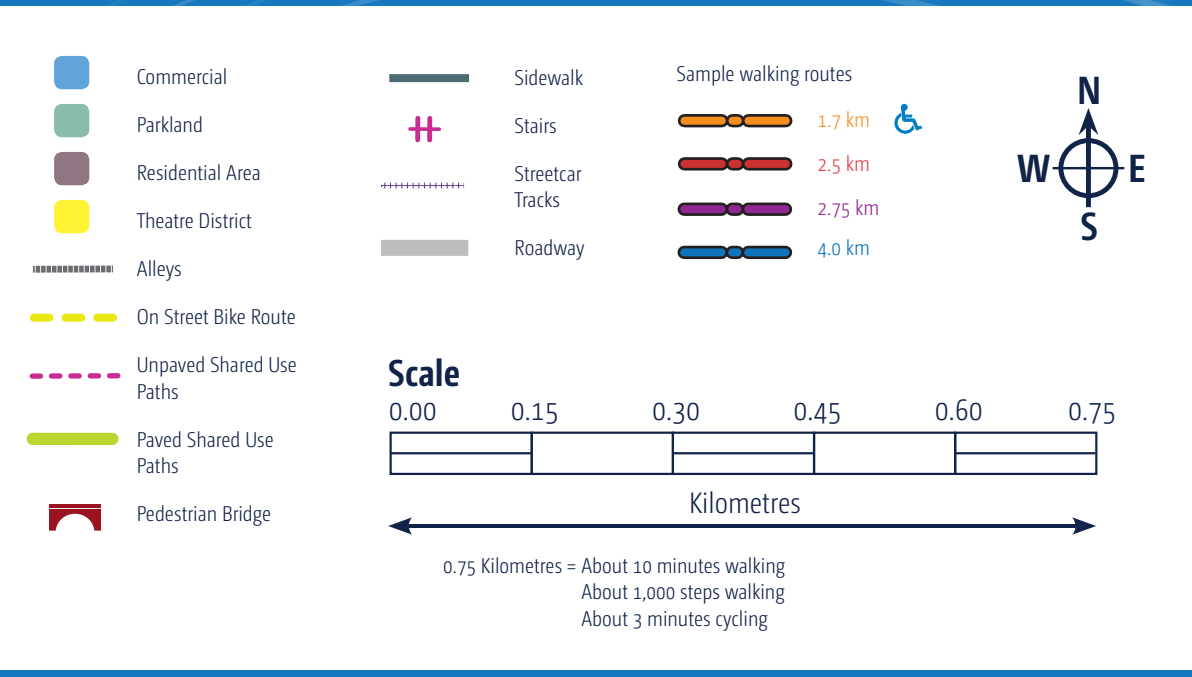 Commercial
Parkland
Residential Area
Theatre District
Alleys
On Street Bike Route
Unpaved Shared Use
Paths
Paved Shared Use
Paths
Pedestrian Bridge
Sidewalk
Stairs
Streetcar
Tracks
Roadway
Sample walking routes
1.7 km
2.5 km
2.75 km
4.0 km
N
W E
S
Scale
0.00 0.15 0.30 0.45 0.60 0.75
Kilometres
0.75 Kilometres = About 10 minutes walking
About 1,000 steps walking
About 3 minutes cycling